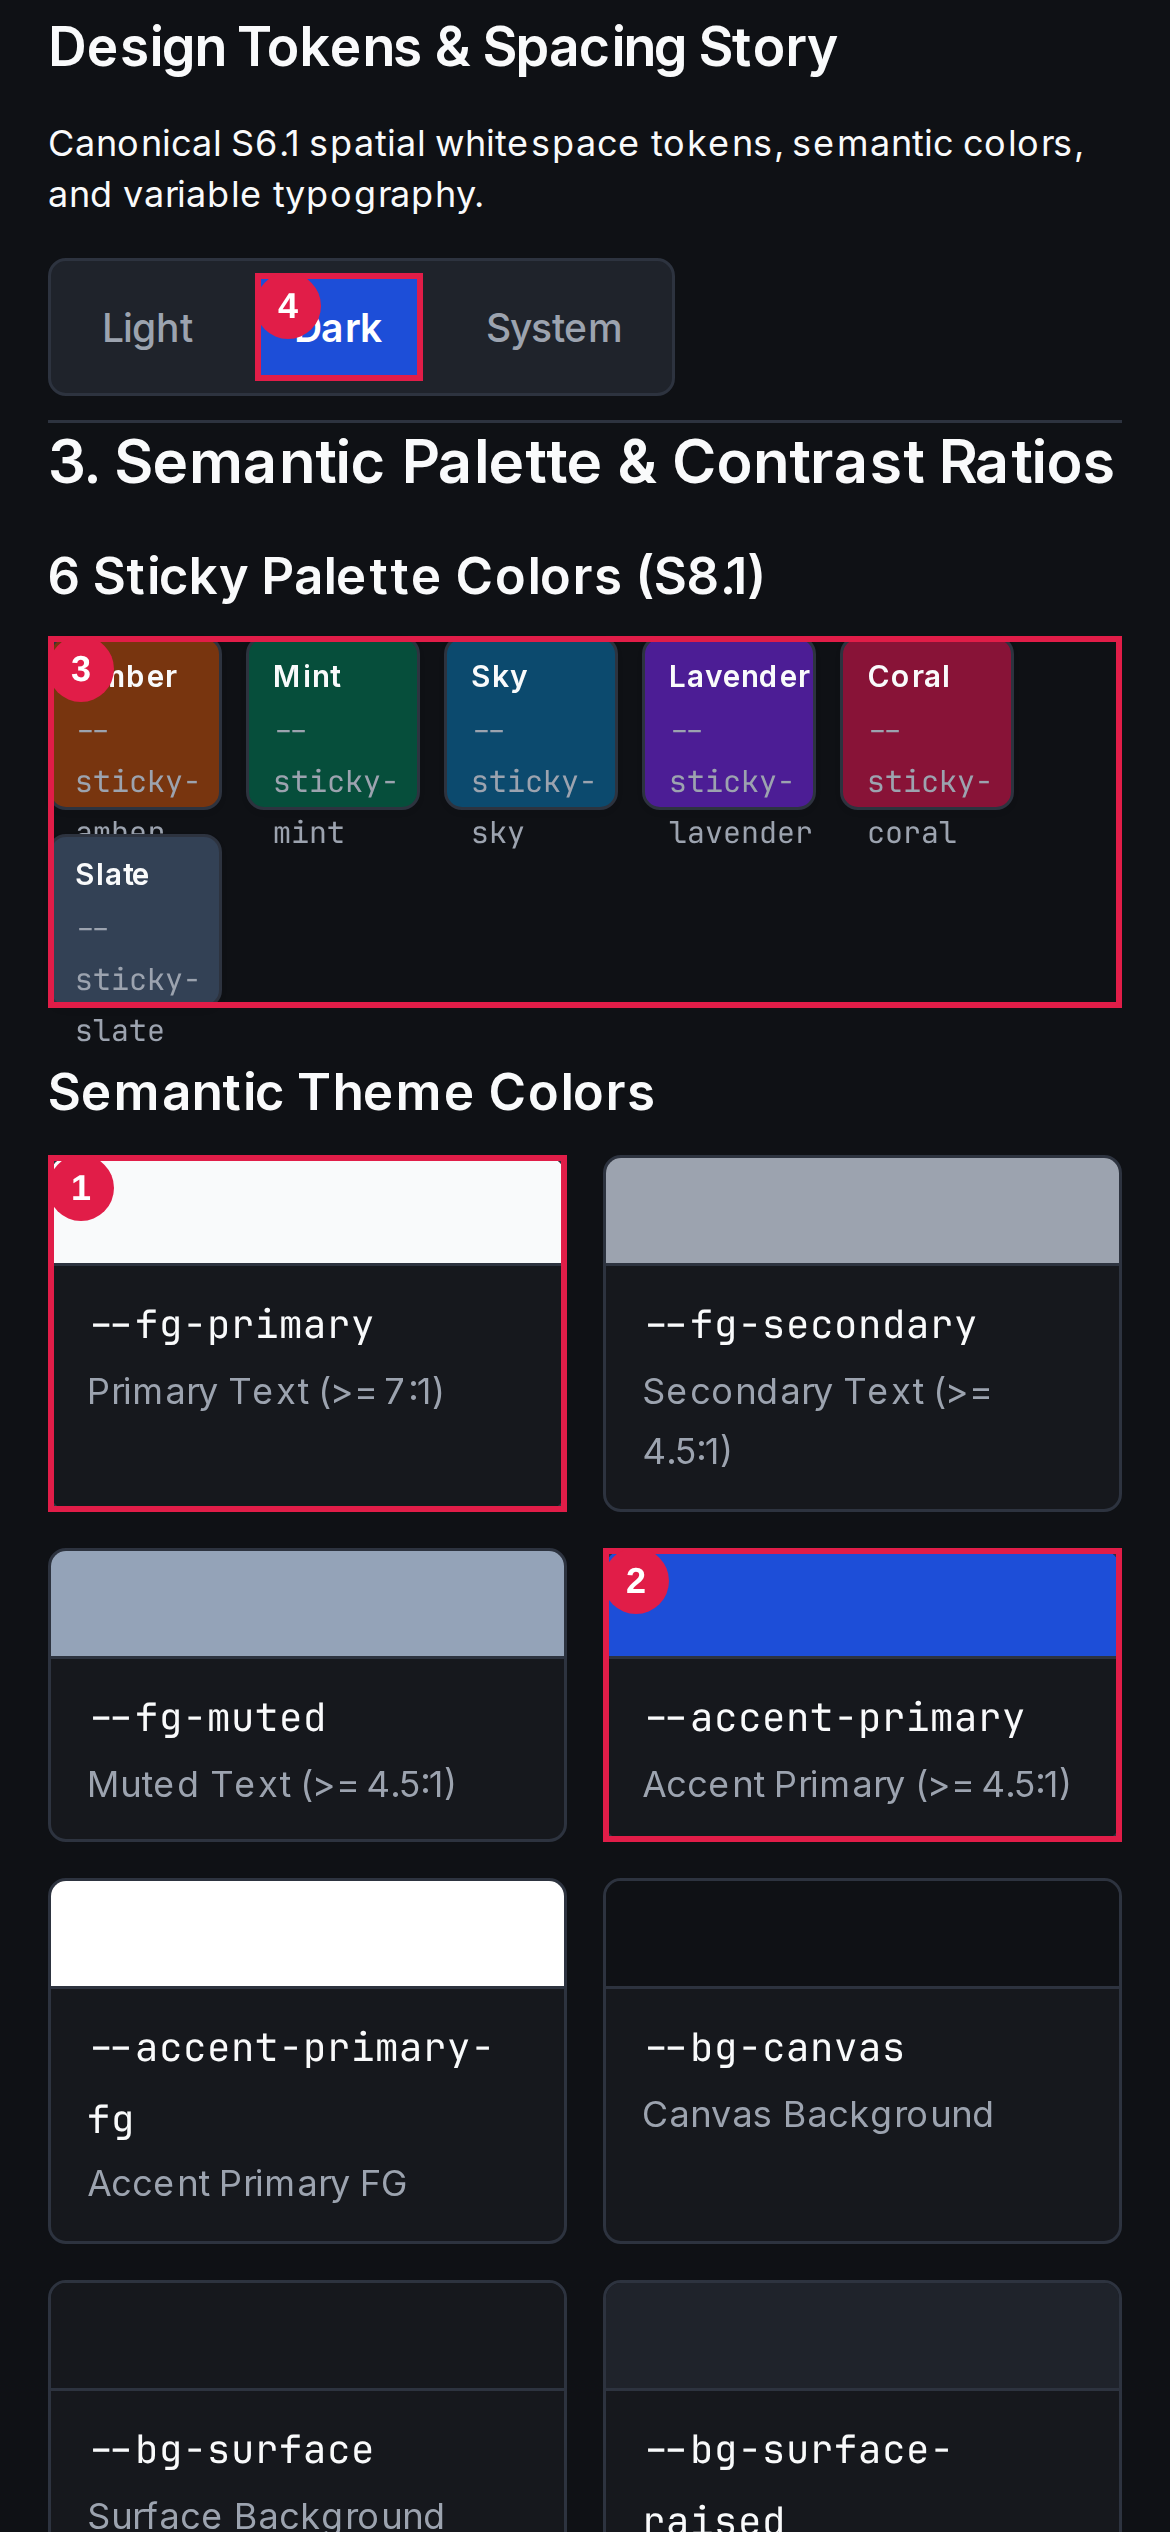 Design Tokens & Spacing Story
Canonical S6.1 spatial whitespace tokens, semantic colors,
and variable typography.
Light
4
Dark
System
3. Semantic Palette & Contrast Ratios
6 Sticky Palette Colors (S8.1)
3
mber
Mint
Sky
Lavender
Coral
--
--
--
--
--
sticky-
sticky-
sticky-
sticky-
sticky-
amber
mint
sky
lavender
coral
Slate
--
sticky-
slate
Semantic Theme Colors
1
--fg-primary
Primary Text (>= 7:1)
--fg-secondary
Secondary Text (>=
4.5:1)
--fg-muted
Muted Text (>= 4.5:1)
2
--accent-primary
Accent Primary (>= 4.5:1)
--accent-primary-
fg
Accent Primary FG
--bg-canvas
Canvas Background
--bg-surface
Surface Background
--bg-surface-
raised